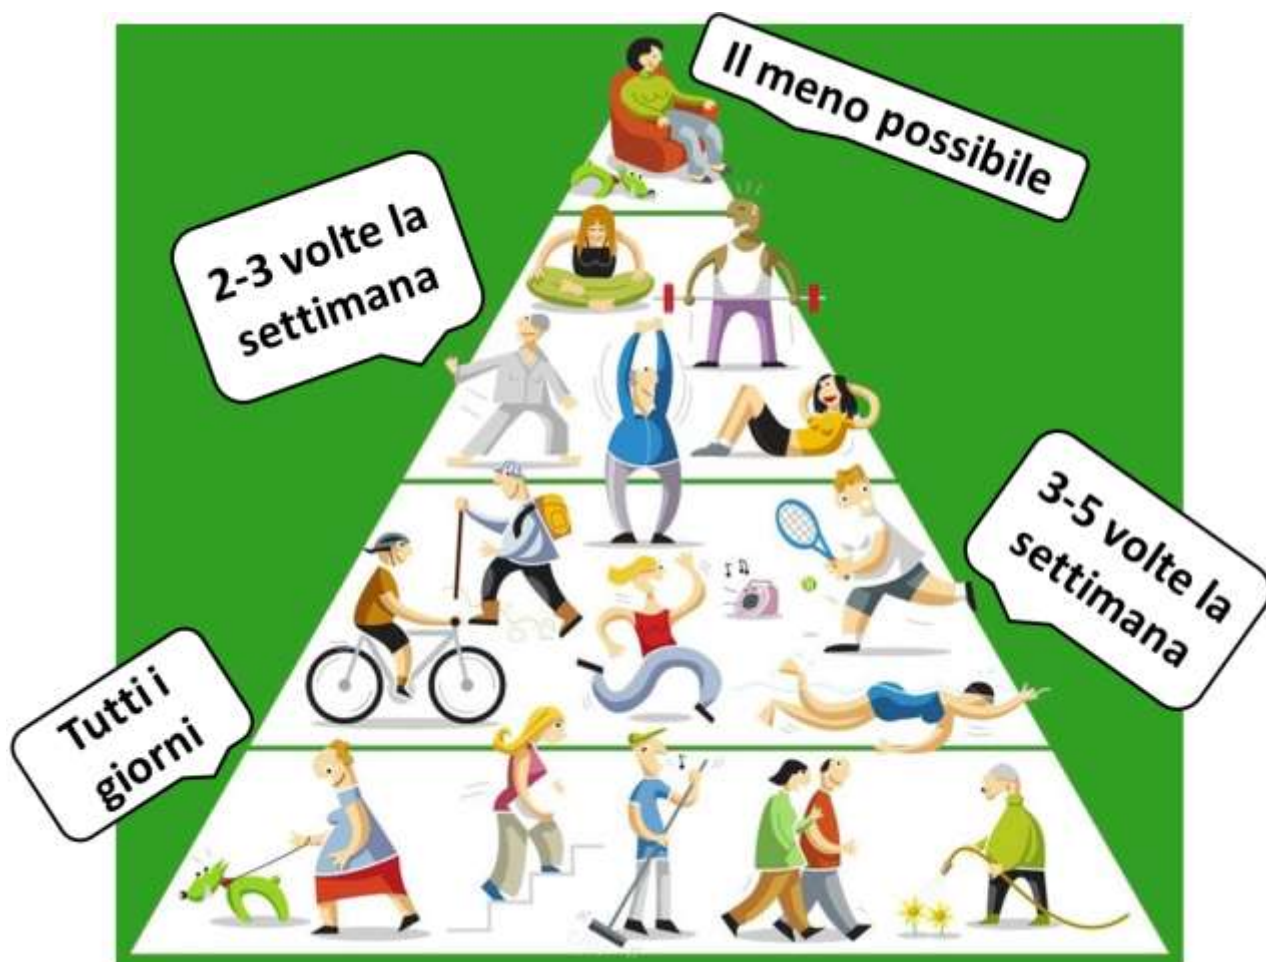 Il meno possibile
2-3 volte la
settimana
3-5 volte la
settimana
Tutti i
giorni